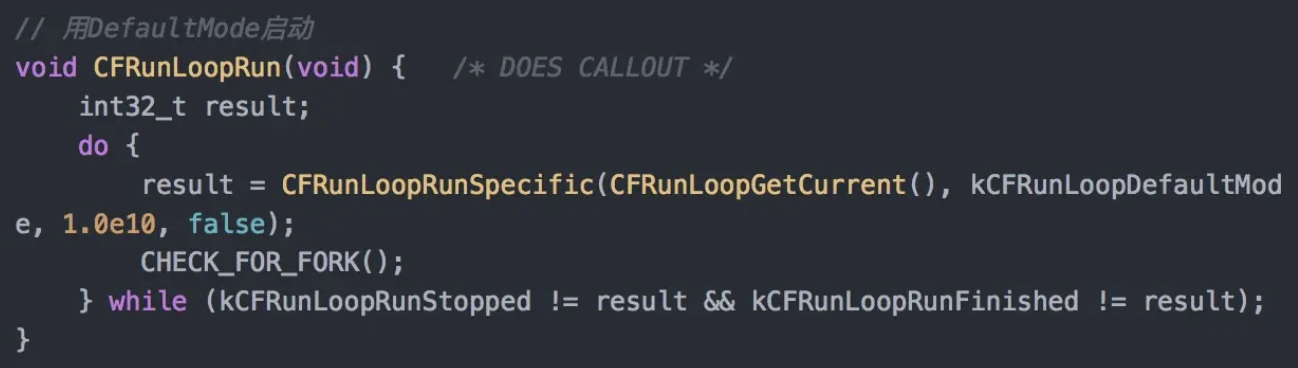 // 用DefaultMode启动
void CFRunLoopRun(void) {   /* DOES CALLOUT */
    int32_t result;
    do {
        result = CFRunLoopRunSpecific(CFRunLoopGetCurrent(), kCFRunLoopDefaultMod
e, 1.0e10, false);
        CHECK_FOR_FORK();
    } while (kCFRunLoopRunStopped != result && kCFRunLoopRunFinished != result);
}